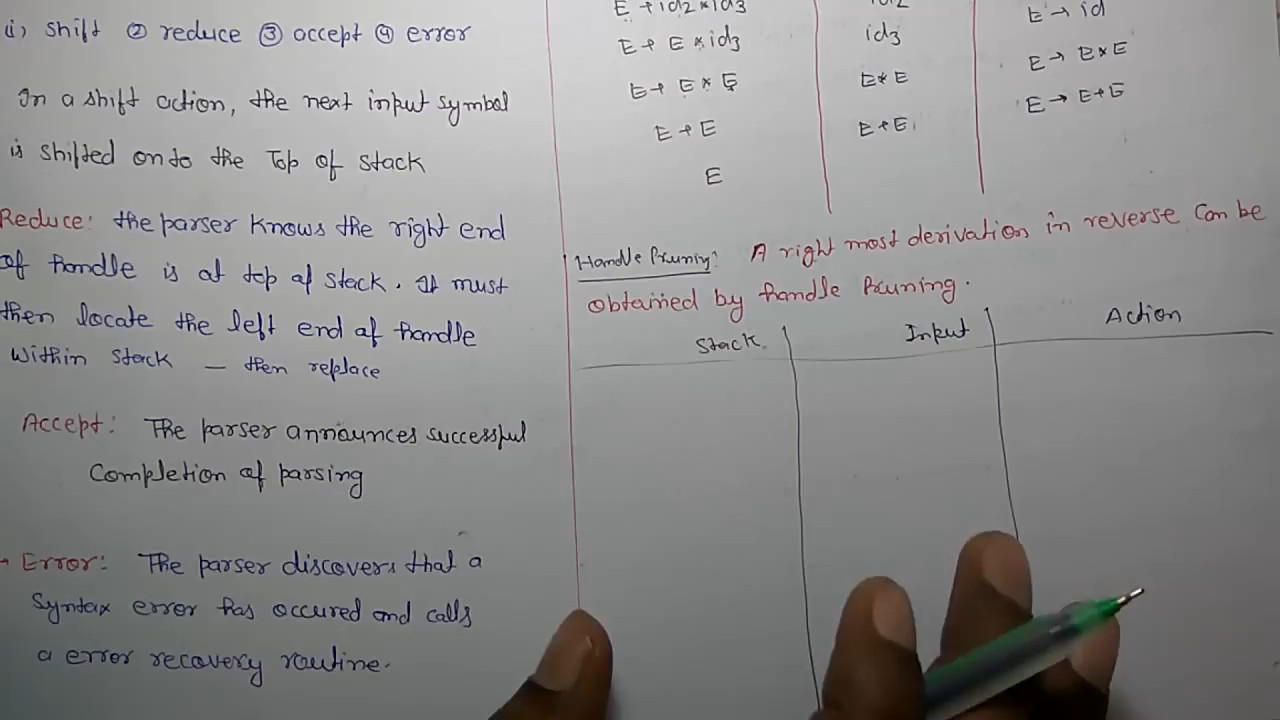 (i) shift ② reduce ③ accept ④ error
In a shift action, the next input symbol
is shifted onto the Top of stack
Reduce: the parser knows the right end
of handle is at top of stack. It must
then locate the left end of handle
within stack — then replace
Accept: The parser announces successful
Completion of parsing
Error: The parser discovers that a
Syntax error has occured and calls
a error recovery routine.
E + id2 * id3 id2 E → id
E + E * id3 id3 E → E * E
E + E * E E * E E → E + E
E + E E + E
E
Handle Pruning: A right most derivation in reverse can be
obtained by handle Pruning.
Stack Input Action